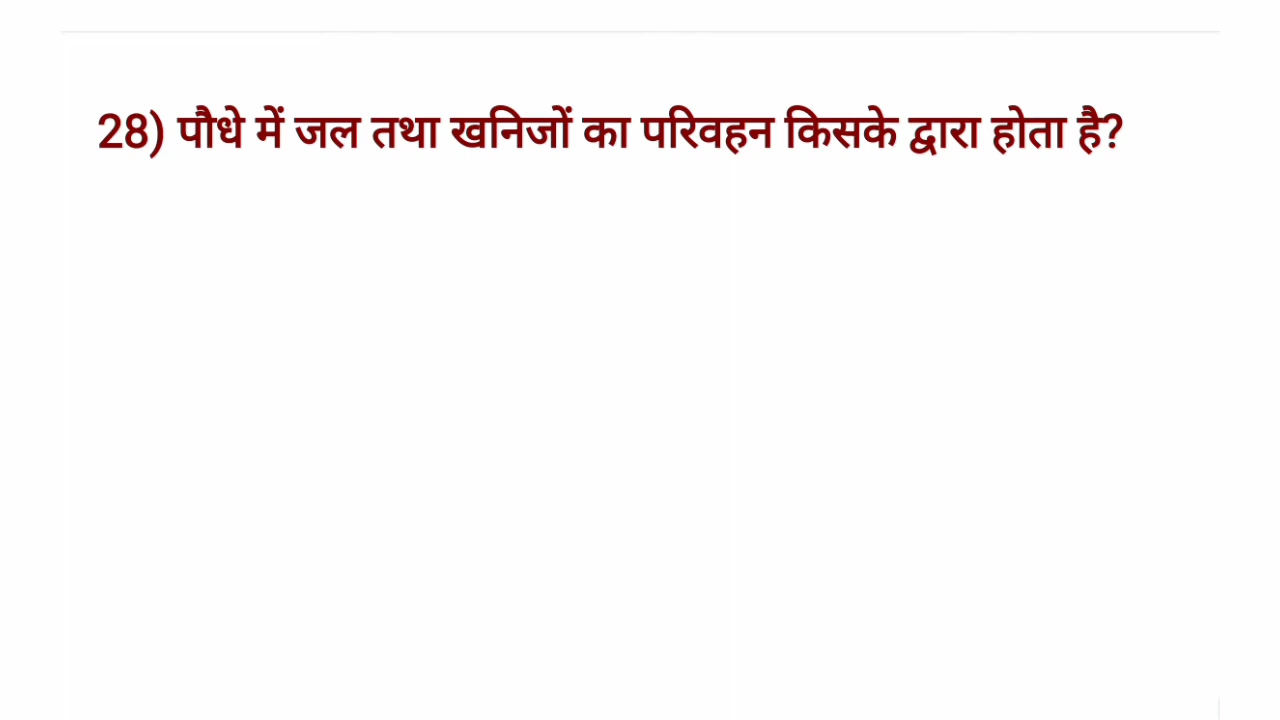 28) पौधे में जल तथा खनिजों का परिवहन किसके द्वारा होता है?